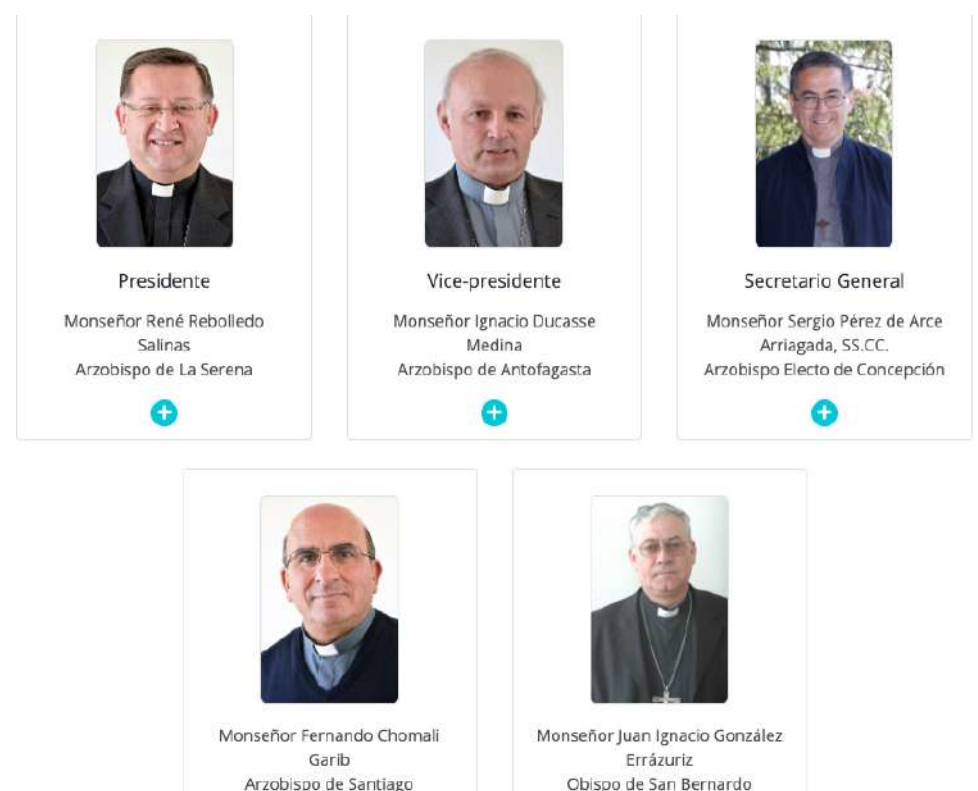 Presidente
Monseñor René Rebolledo
Salinas
Arzobispo de La Serena
Vice-presidente
Monseñor Ignacio Ducasse
Medina
Arzobispo de Antofagasta
Secretario General
Monseñor Sergio Pérez de Arce
Arriagada, SS.CC.
Arzobispo Electo de Concepción
Monseñor Fernando Chomali
Garib
Arzobispo de Santiago
Monseñor Juan Ignacio González
Errázuriz
Obispo de San Bernardo